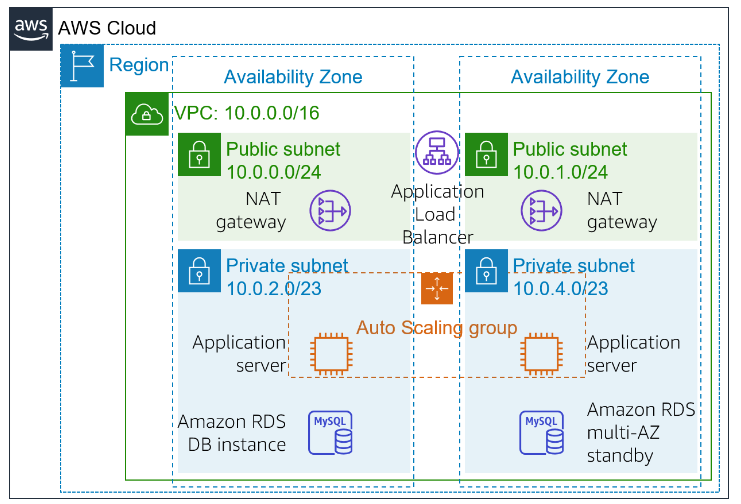 aws
AWS Cloud
Region
Availability Zone
Availability Zone
VPC: 10.0.0.0/16
Public subnet
10.0.0.0/24
NAT
gateway
Application
Load
Balancer
Public subnet
10.0.1.0/24
NAT
gateway
Private subnet
10.0.2.0/23
Private subnet
10.0.4.0/23
Auto Scaling group
Application
server
Application
server
Amazon RDS
DB instance
MySQL
MySQL
Amazon RDS
multi-AZ
standby